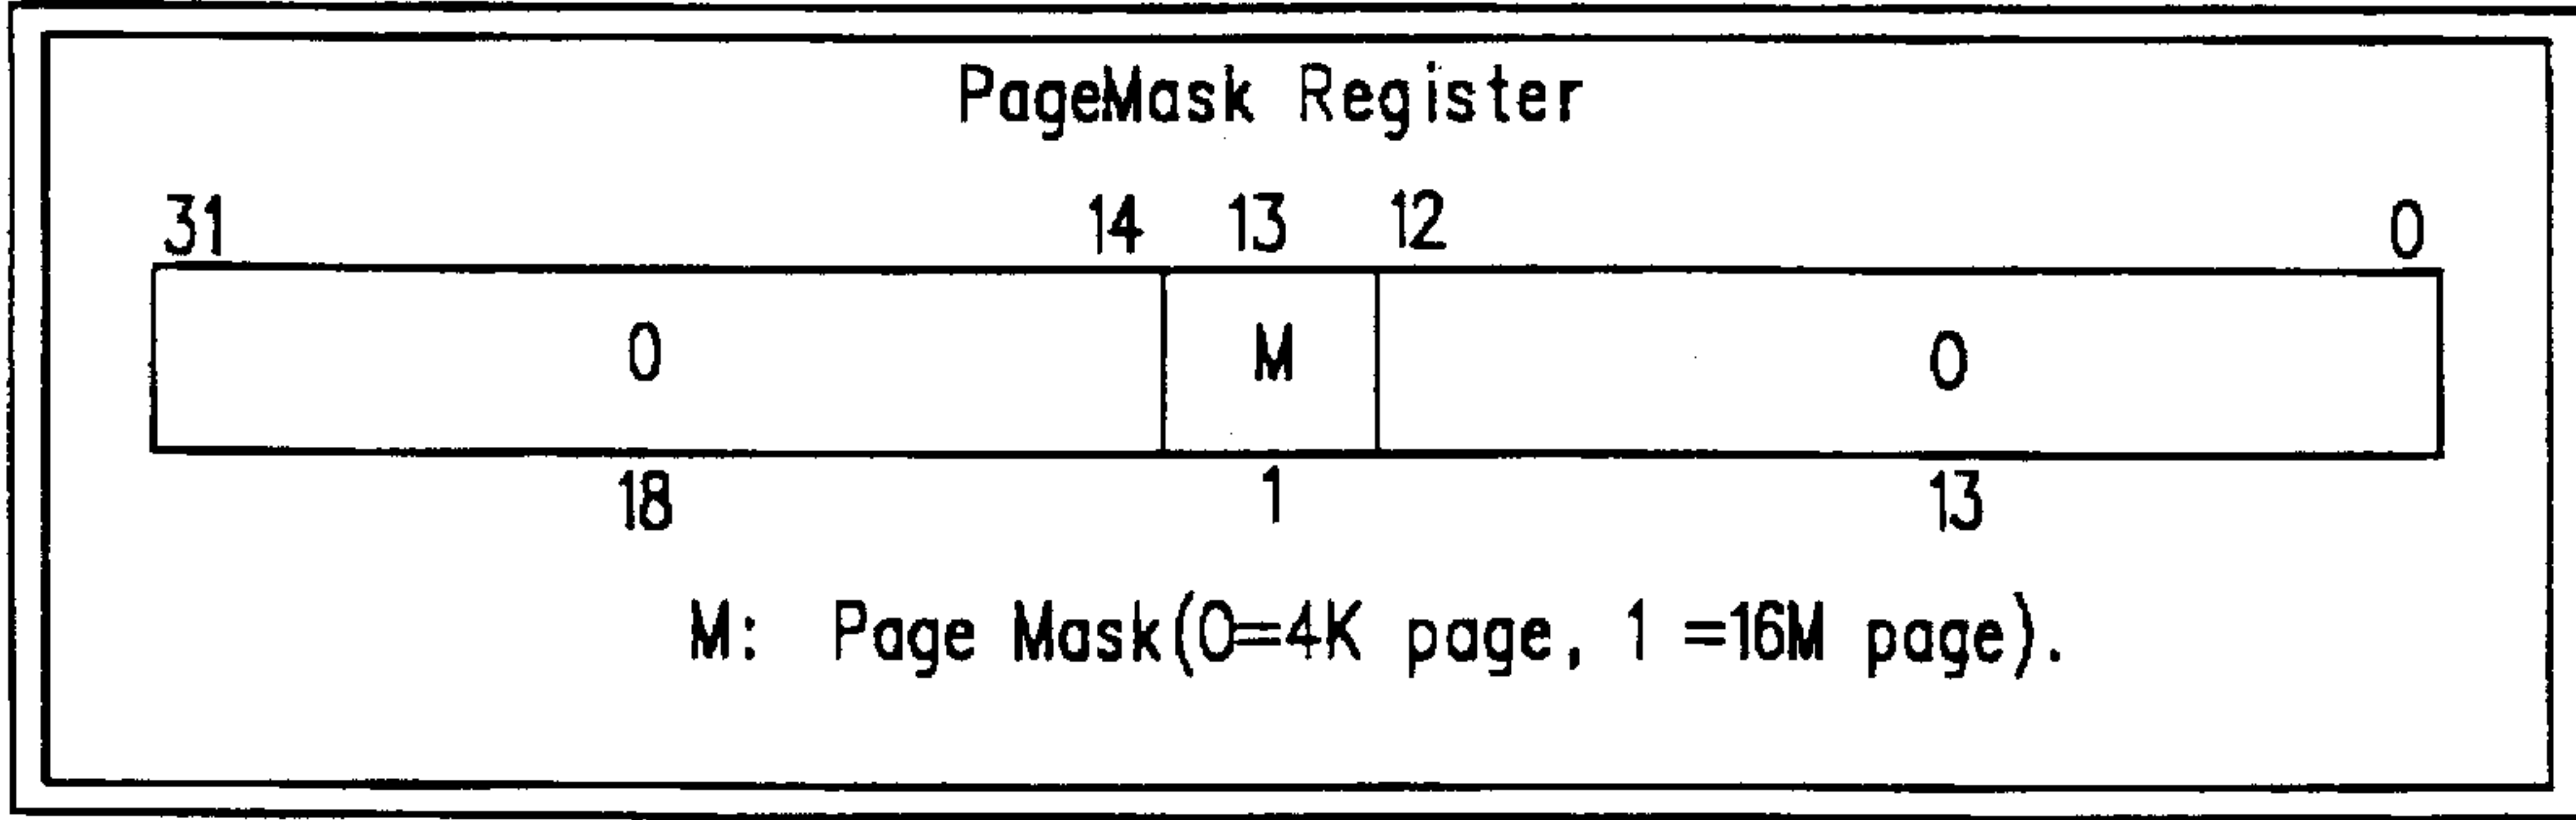 PageMask Register
31 14 13 12 0
0 M 0
18 1 13
M: Page Mask(0=4K page, 1 =16M page).